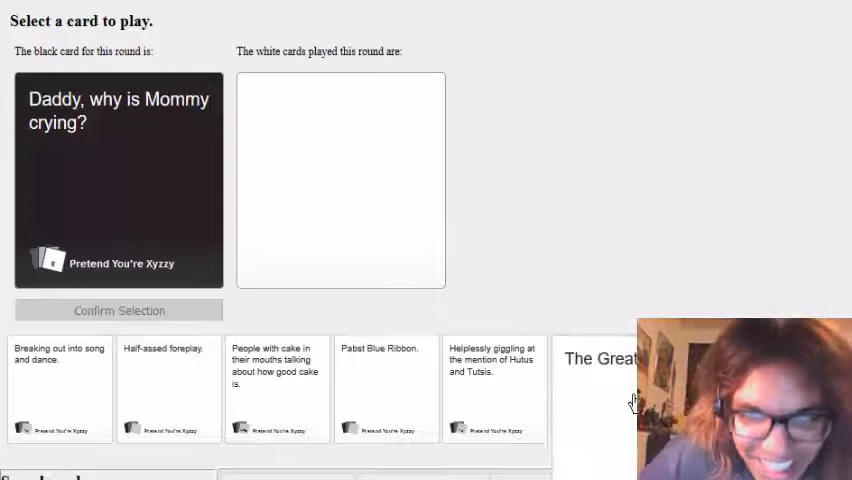 Select a card to play.
The black card for this round is:
The white cards played this round are:
Daddy, why is Mommy
crying?
Pretend You're Xyzzy
Confirm Selection
Breaking out into song
and dance.
Pretend You're Xyzzy
Half-assed foreplay.
Pretend You're Xyzzy
People with cake in
their mouths talking
about how good cake
is.
Pretend You're Xyzzy
Pabst Blue Ribbon.
Pretend You're Xyzzy
Helplessly giggling at
the mention of Hutus
and Tutsis.
Pretend You're Xyzzy
The Great